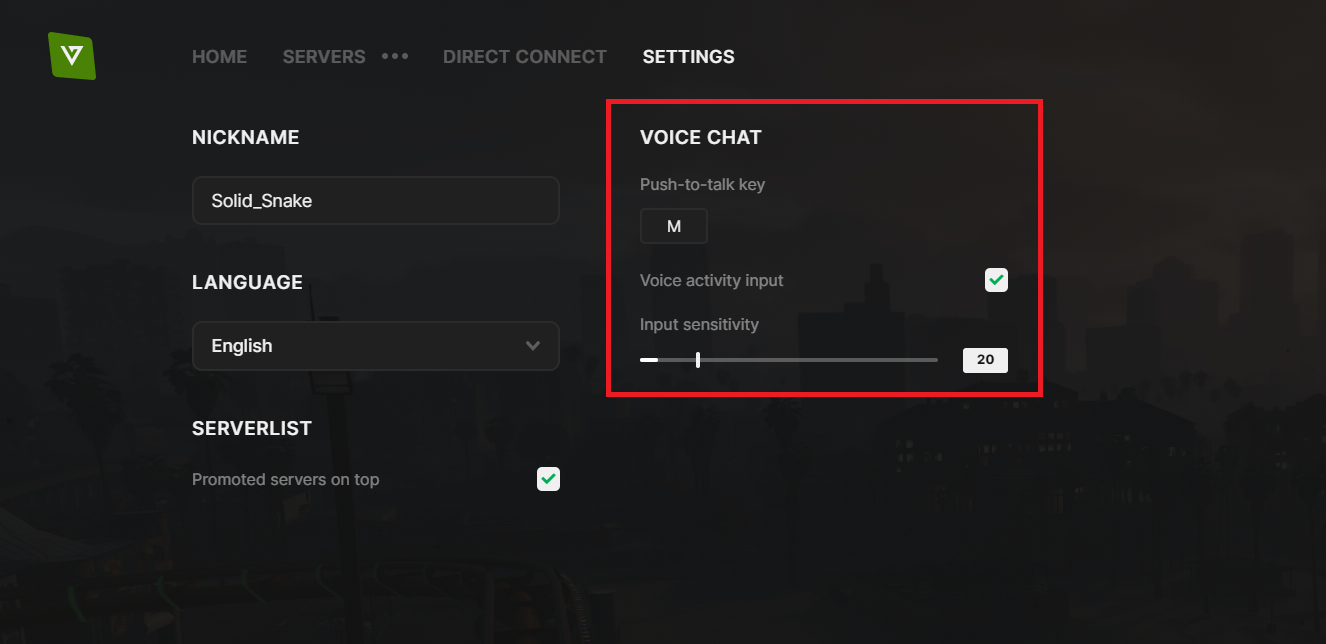 HOME SERVERS ••• DIRECT CONNECT SETTINGS
NICKNAME
Solid_Snake
LANGUAGE
English
SERVERLIST
Promoted servers on top
VOICE CHAT
Push-to-talk key
M
Voice activity input
Input sensitivity
20